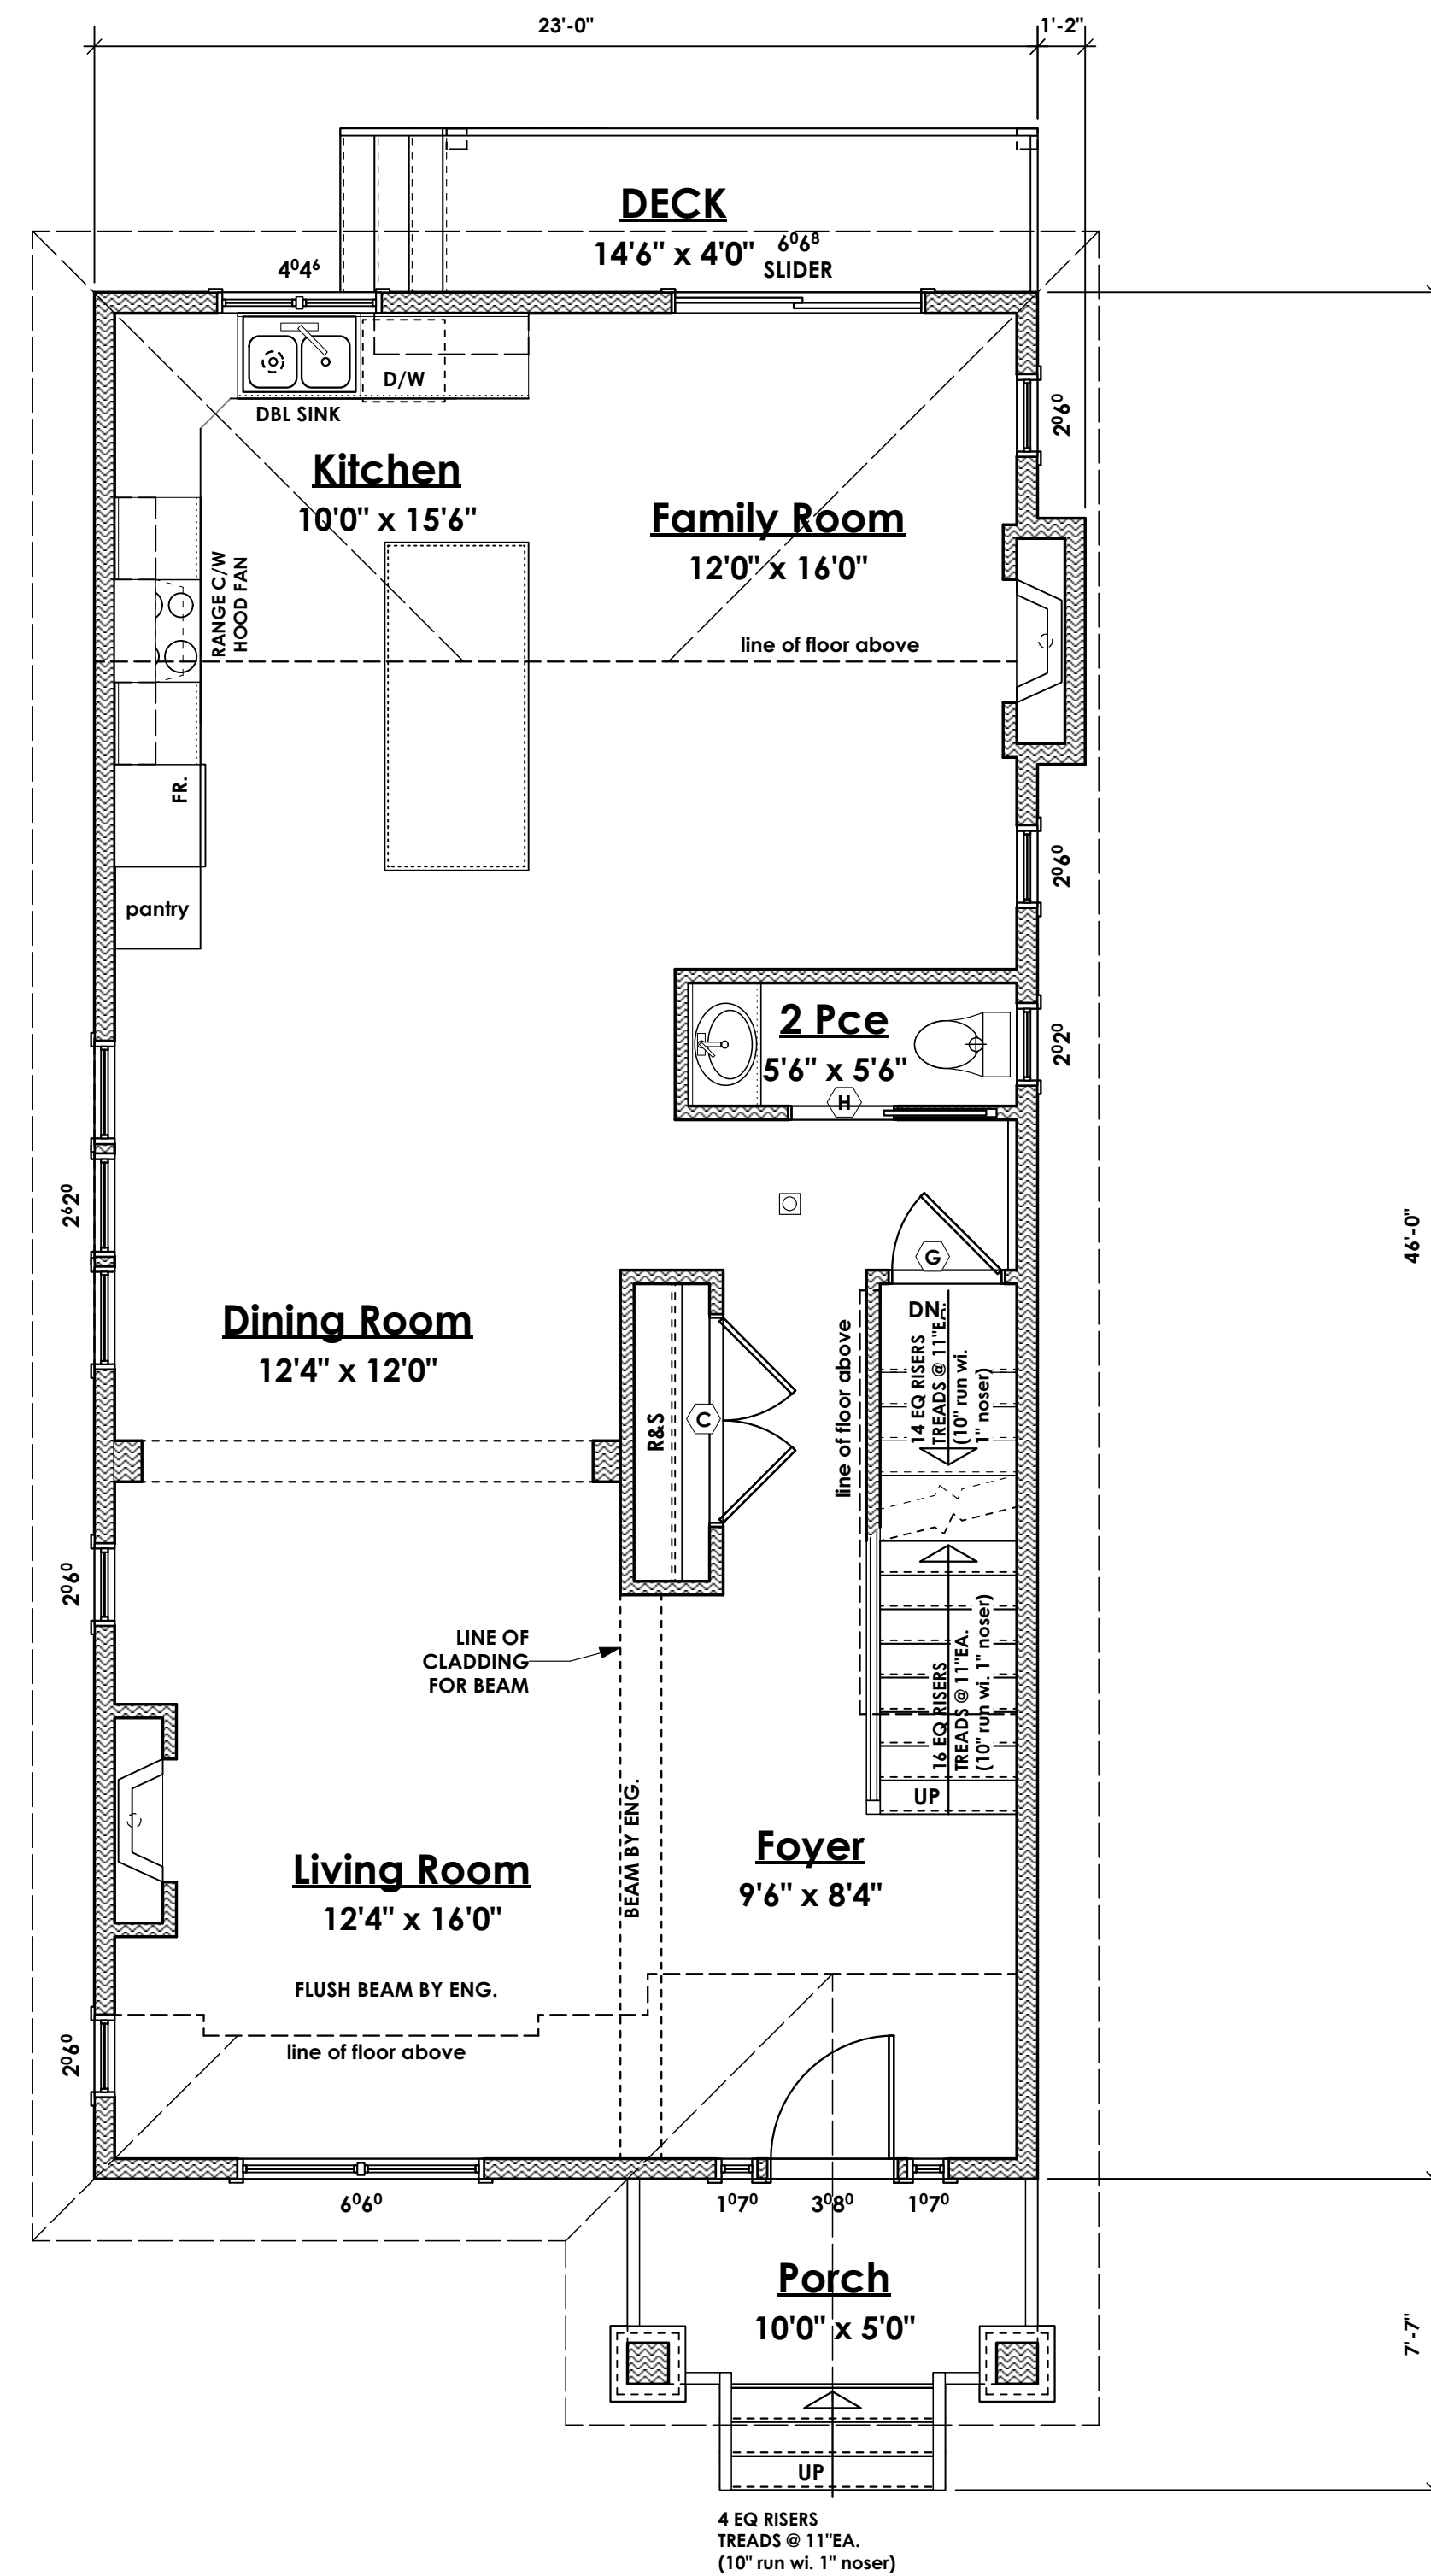 23'-0"
1'-2"
DECK
14'6" x 4'0"
6⁰6⁸
SLIDER
4⁰4⁶
D/W
DBL SINK
2⁰6⁰
Kitchen
10'0" x 15'6"
Family Room
12'0" x 16'0"
RANGE C/W
HOOD FAN
line of floor above
FR.
2⁰6⁰
pantry
2 Pce
5'6" x 5'6"
2⁰2⁰
H
2⁶2⁰
46'-0"
G
DN.
14 EQ RISERS
TREADS @ 11"EA.
(10" run wi.
1" noser)
Dining Room
12'4" x 12'0"
line of floor above
R&S
C
2⁰6⁰
LINE OF
CLADDING
FOR BEAM
16 EQ RISERS
TREADS @ 11"EA.
(10" run wi. 1" noser)
UP
BEAM BY ENG.
Foyer
9'6" x 8'4"
Living Room
12'4" x 16'0"
FLUSH BEAM BY ENG.
line of floor above
2⁰6⁰
6⁰6⁰
1⁰7⁰
3⁰8⁰
1⁰7⁰
Porch
10'0" x 5'0"
7'-7"
UP
4 EQ RISERS
TREADS @ 11"EA.
(10" run wi. 1" noser)